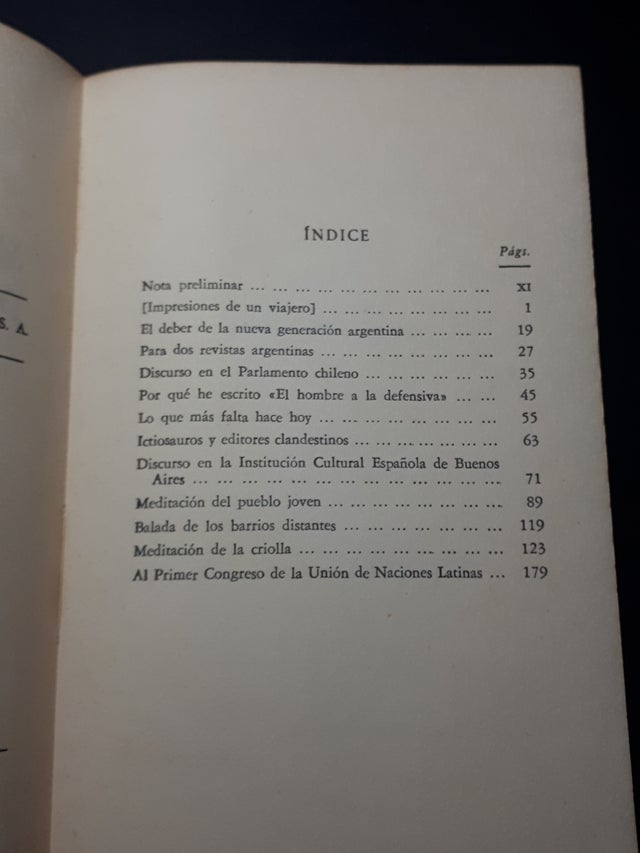 S. A.
ÍNDICE
Págs.
Nota preliminar ... ... ... ... ... ... ... ... ... ... XI
[Impresiones de un viajero] ... ... ... ... ... ... ... ... 1
El deber de la nueva generación argentina ... ... ... ... 19
Para dos revistas argentinas ... ... ... ... ... ... ... ... 27
Discurso en el Parlamento chileno ... ... ... ... ... ... 35
Por qué he escrito «El hombre a la defensiva» ... ... 45
Lo que más falta hace hoy ... ... ... ... ... ... ... ... 55
Ictiosauros y editores clandestinos ... ... ... ... ... ... ... 63
Discurso en la Institución Cultural Española de Buenos
Aires ... ... ... ... ... ... ... ... ... ... ... ... ... 71
Meditación del pueblo joven ... ... ... ... ... ... ... ... 89
Balada de los barrios distantes ... ... ... ... ... ... ... 119
Meditación de la criolla ... ... ... ... ... ... ... ... ... 123
Al Primer Congreso de la Unión de Naciones Latinas ... 179